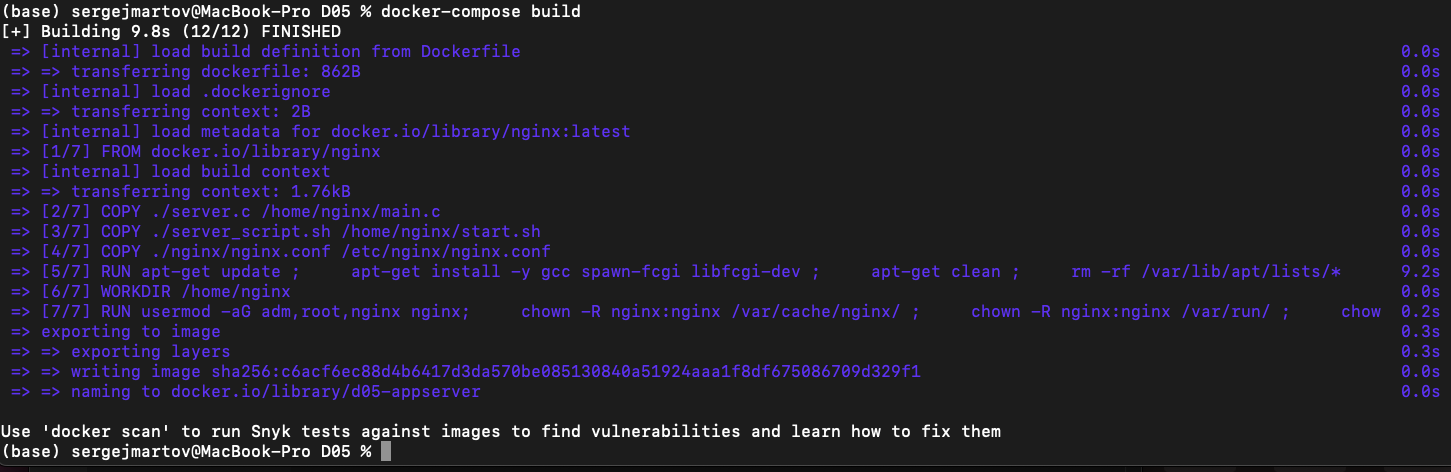 (base) sergejmartov@MacBook-Pro D05 % docker-compose build
[+] Building 9.8s (12/12) FINISHED
=> [internal] load build definition from Dockerfile 0.0s
=> => transferring dockerfile: 862B 0.0s
=> [internal] load .dockerignore 0.0s
=> => transferring context: 2B 0.0s
=> [internal] load metadata for docker.io/library/nginx:latest 0.0s
=> [1/7] FROM docker.io/library/nginx 0.0s
=> [internal] load build context 0.0s
=> => transferring context: 1.76kB 0.0s
=> [2/7] COPY ./server.c /home/nginx/main.c 0.0s
=> [3/7] COPY ./server_script.sh /home/nginx/start.sh 0.0s
=> [4/7] COPY ./nginx/nginx.conf /etc/nginx/nginx.conf 0.0s
=> [5/7] RUN apt-get update ;     apt-get install -y gcc spawn-fcgi libfcgi-dev ;     apt-get clean ;     rm -rf /var/lib/apt/lists/* 9.2s
=> [6/7] WORKDIR /home/nginx 0.0s
=> [7/7] RUN usermod -aG adm,root,nginx nginx;     chown -R nginx:nginx /var/cache/nginx/ ;     chown -R nginx:nginx /var/run/ ;     chow 0.2s
=> exporting to image 0.3s
=> => exporting layers 0.3s
=> => writing image sha256:c6acf6ec88d4b6417d3da570be085130840a51924aaa1f8df675086709d329f1 0.0s
=> => naming to docker.io/library/d05-appserver 0.0s
Use 'docker scan' to run Snyk tests against images to find vulnerabilities and learn how to fix them
(base) sergejmartov@MacBook-Pro D05 %